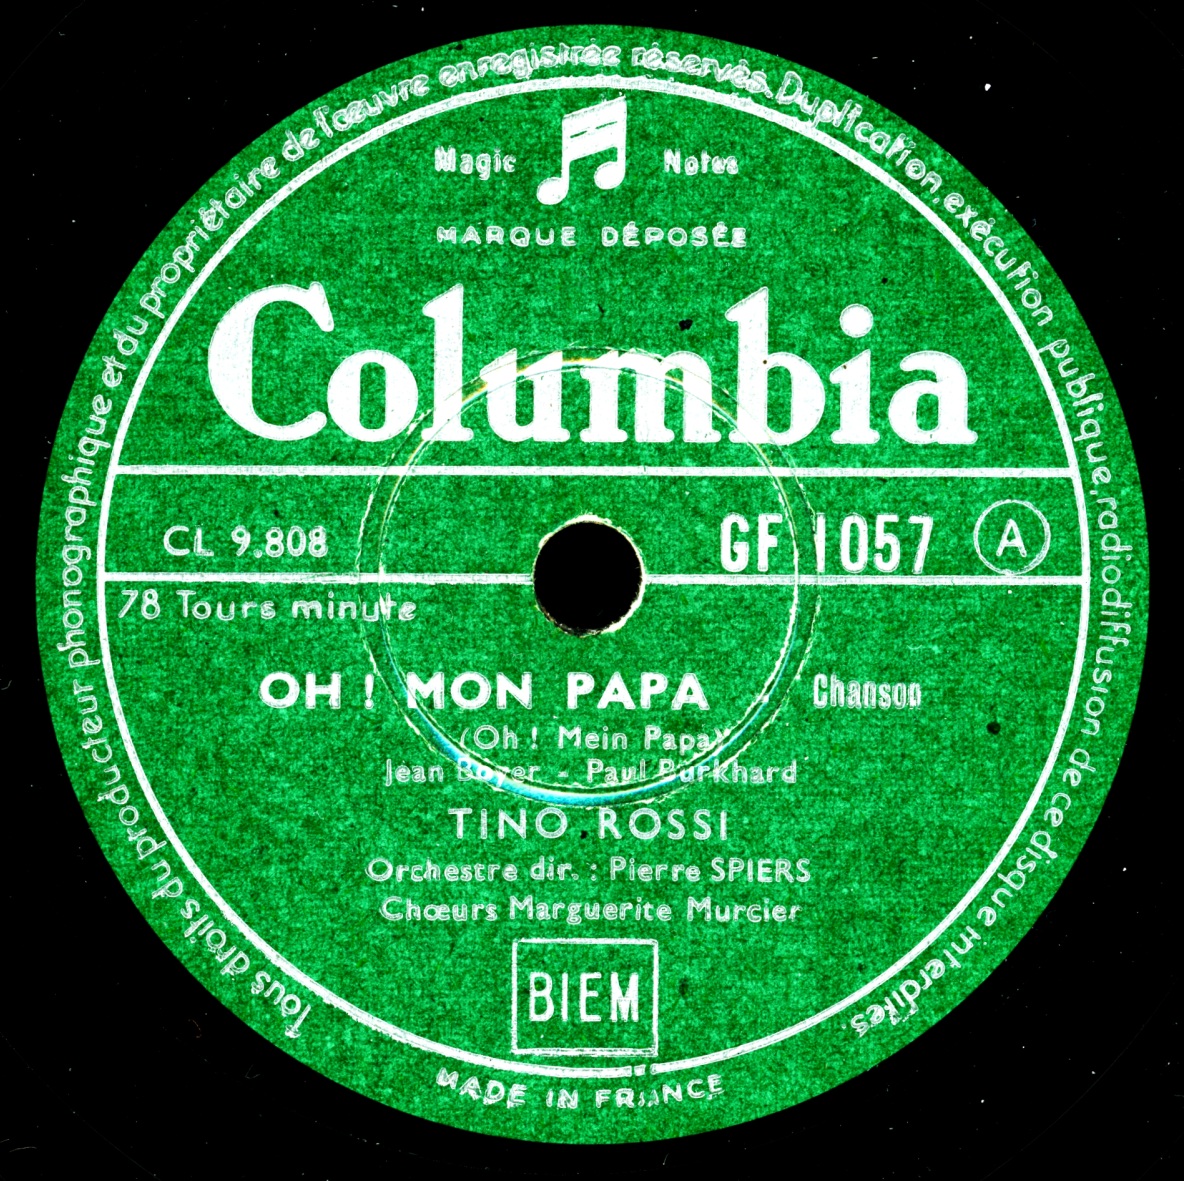 Tous droits du producteur phonographique et du propriétaire de l'œuvre enregistrée réservés. Duplication, exécution publique, radiodiffusion de ce disque interdites.
Magic Notes
MARQUE DÉPOSÉE
Columbia
CL 9.808 GF 1057 A
78 Tours minute
OH ! MON PAPA - Chanson
(Oh ! Mein Papa)
Jean Boyer - Paul Burkhard
TINO ROSSI
Orchestre dir. : Pierre SPIERS
Chœurs Marguerite Murcier
BIEM
MADE IN FRANCE